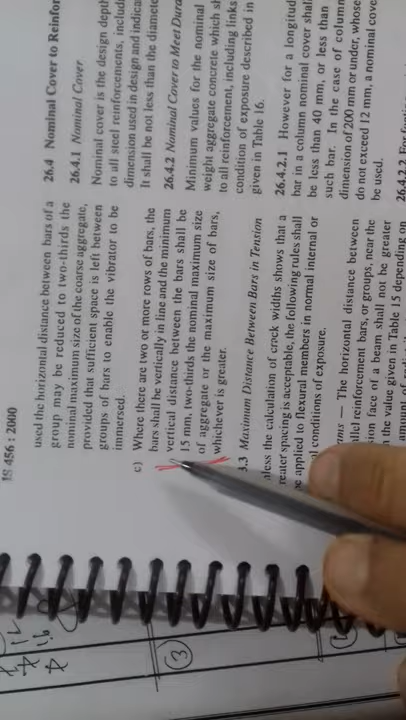 IS 456 : 2000
used the horizontal distance between bars of a
group may be reduced to two-thirds the
nominal maximum size of the coarse aggregate,
provided that sufficient space is left between
groups of bars to enable the vibrator to be
immersed.
c) Where there are two or more rows of bars, the
bars shall be vertically in line and the minimum
vertical distance between the bars shall be
15 mm, two-thirds the nominal maximum size
of aggregate or the maximum size of bars,
whichever is greater.
3.3 Maximum Distance Between Bars in Tension
less the calculation of crack widths shows that a
reater spacing is acceptable, the following rules shall
be applied to flexural members in normal internal or
conditions of exposure.
— The horizontal distance between
reinforcement bars, or groups, near the
face of a beam shall not be greater
the value given in Table 15 depending on
26.4 Nominal Cover to Reinfor
26.4.1 Nominal Cover
Nominal cover is the design depth
to all steel reinforcements, includ
dimension used in design and indica
It shall be not less than the diamete
26.4.2 Nominal Cover to Meet Dura
Minimum values for the nominal
weight aggregate concrete which sh
to all reinforcement, including links
condition of exposure described in
given in Table 16.
26.4.2.1 However for a longitud
bar in a column nominal cover shal
be less than 40 mm, or less than
such bar. In the case of column
dimension of 200 mm or under, whose
do not exceed 12 mm, a nominal cove
be used.
26.4.2.2
3